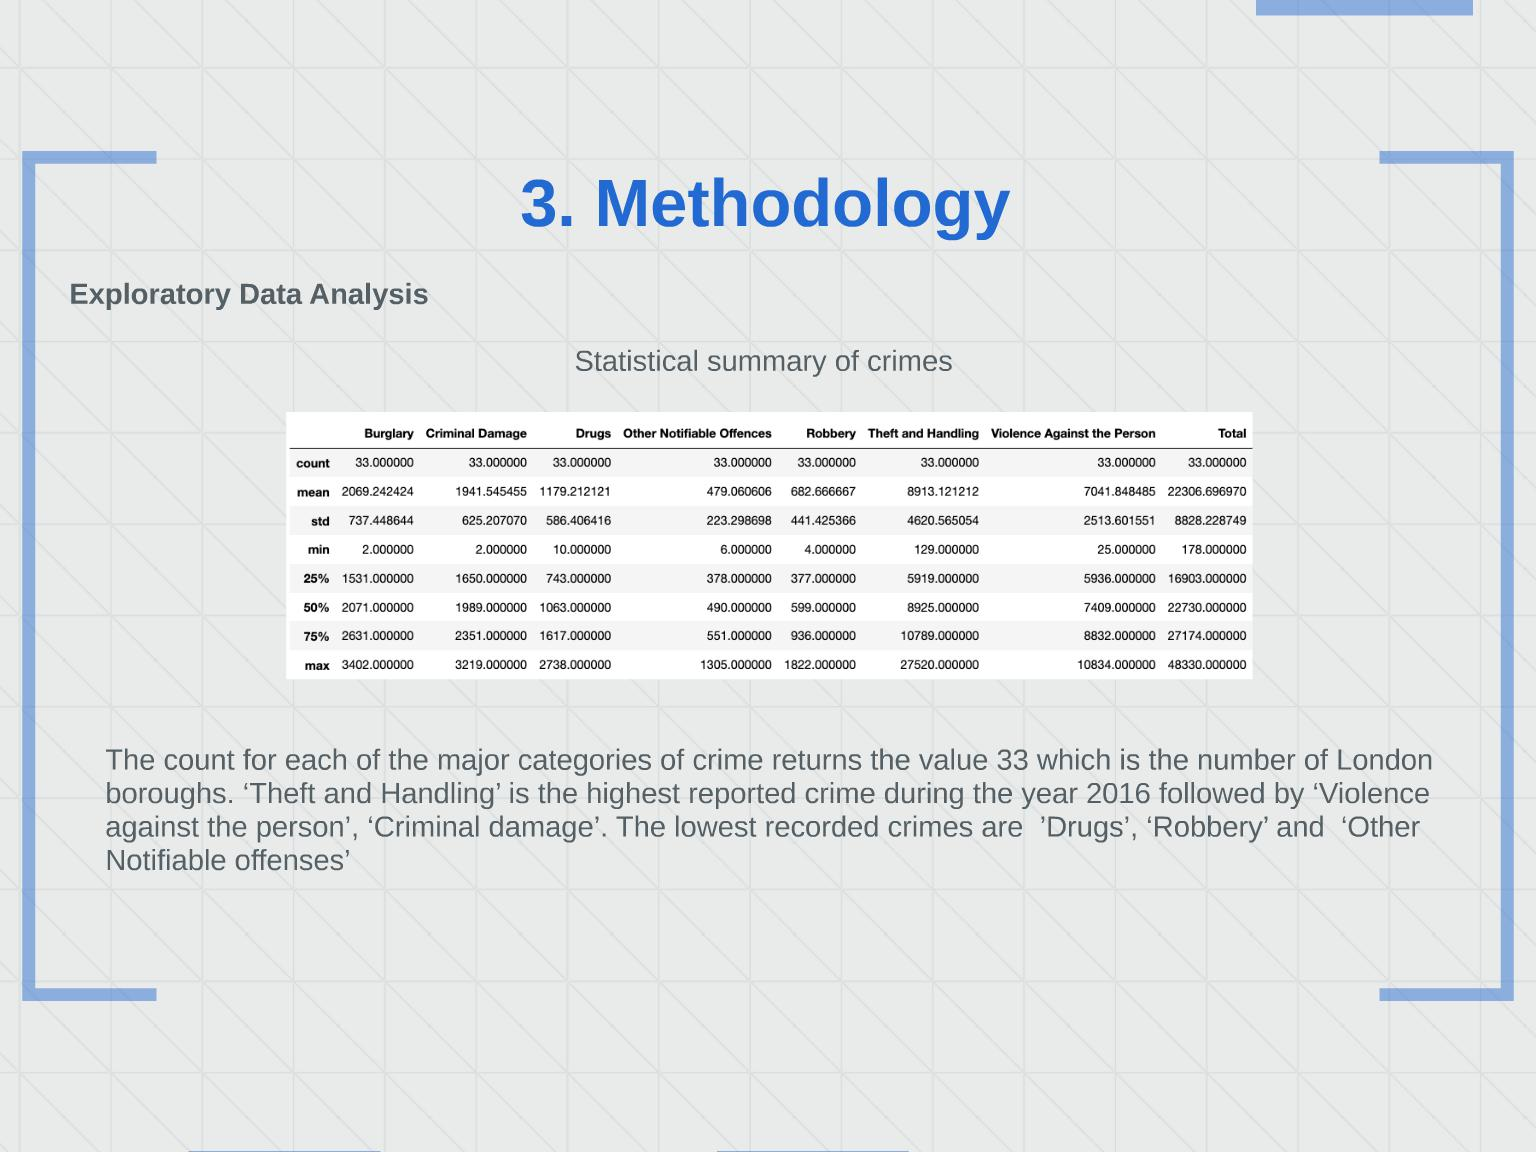 3. Methodology
Exploratory Data Analysis
Statistical summary of crimes
Burglary Criminal Damage Drugs Other Notifiable Offences Robbery Theft and Handling Violence Against the Person Total
count 33.000000 33.000000 33.000000 33.000000 33.000000 33.000000 33.000000 33.000000
mean 2069.242424 1941.545455 1179.212121 479.060606 682.666667 8913.121212 7041.848485 22306.696970
std 737.448644 625.207070 586.406416 223.298698 441.425366 4620.565054 2513.601551 8828.228749
min 2.000000 2.000000 10.000000 6.000000 4.000000 129.000000 25.000000 178.000000
25% 1531.000000 1650.000000 743.000000 378.000000 377.000000 5919.000000 5936.000000 16903.000000
50% 2071.000000 1989.000000 1063.000000 490.000000 599.000000 8925.000000 7409.000000 22730.000000
75% 2631.000000 2351.000000 1617.000000 551.000000 936.000000 10789.000000 8832.000000 27174.000000
max 3402.000000 3219.000000 2738.000000 1305.000000 1822.000000 27520.000000 10834.000000 48330.000000
The count for each of the major categories of crime returns the value 33 which is the number of London
boroughs. ‘Theft and Handling’ is the highest reported crime during the year 2016 followed by ‘Violence
against the person’, ‘Criminal damage’. The lowest recorded crimes are  ’Drugs’, ‘Robbery’ and  ‘Other
Notifiable offenses’